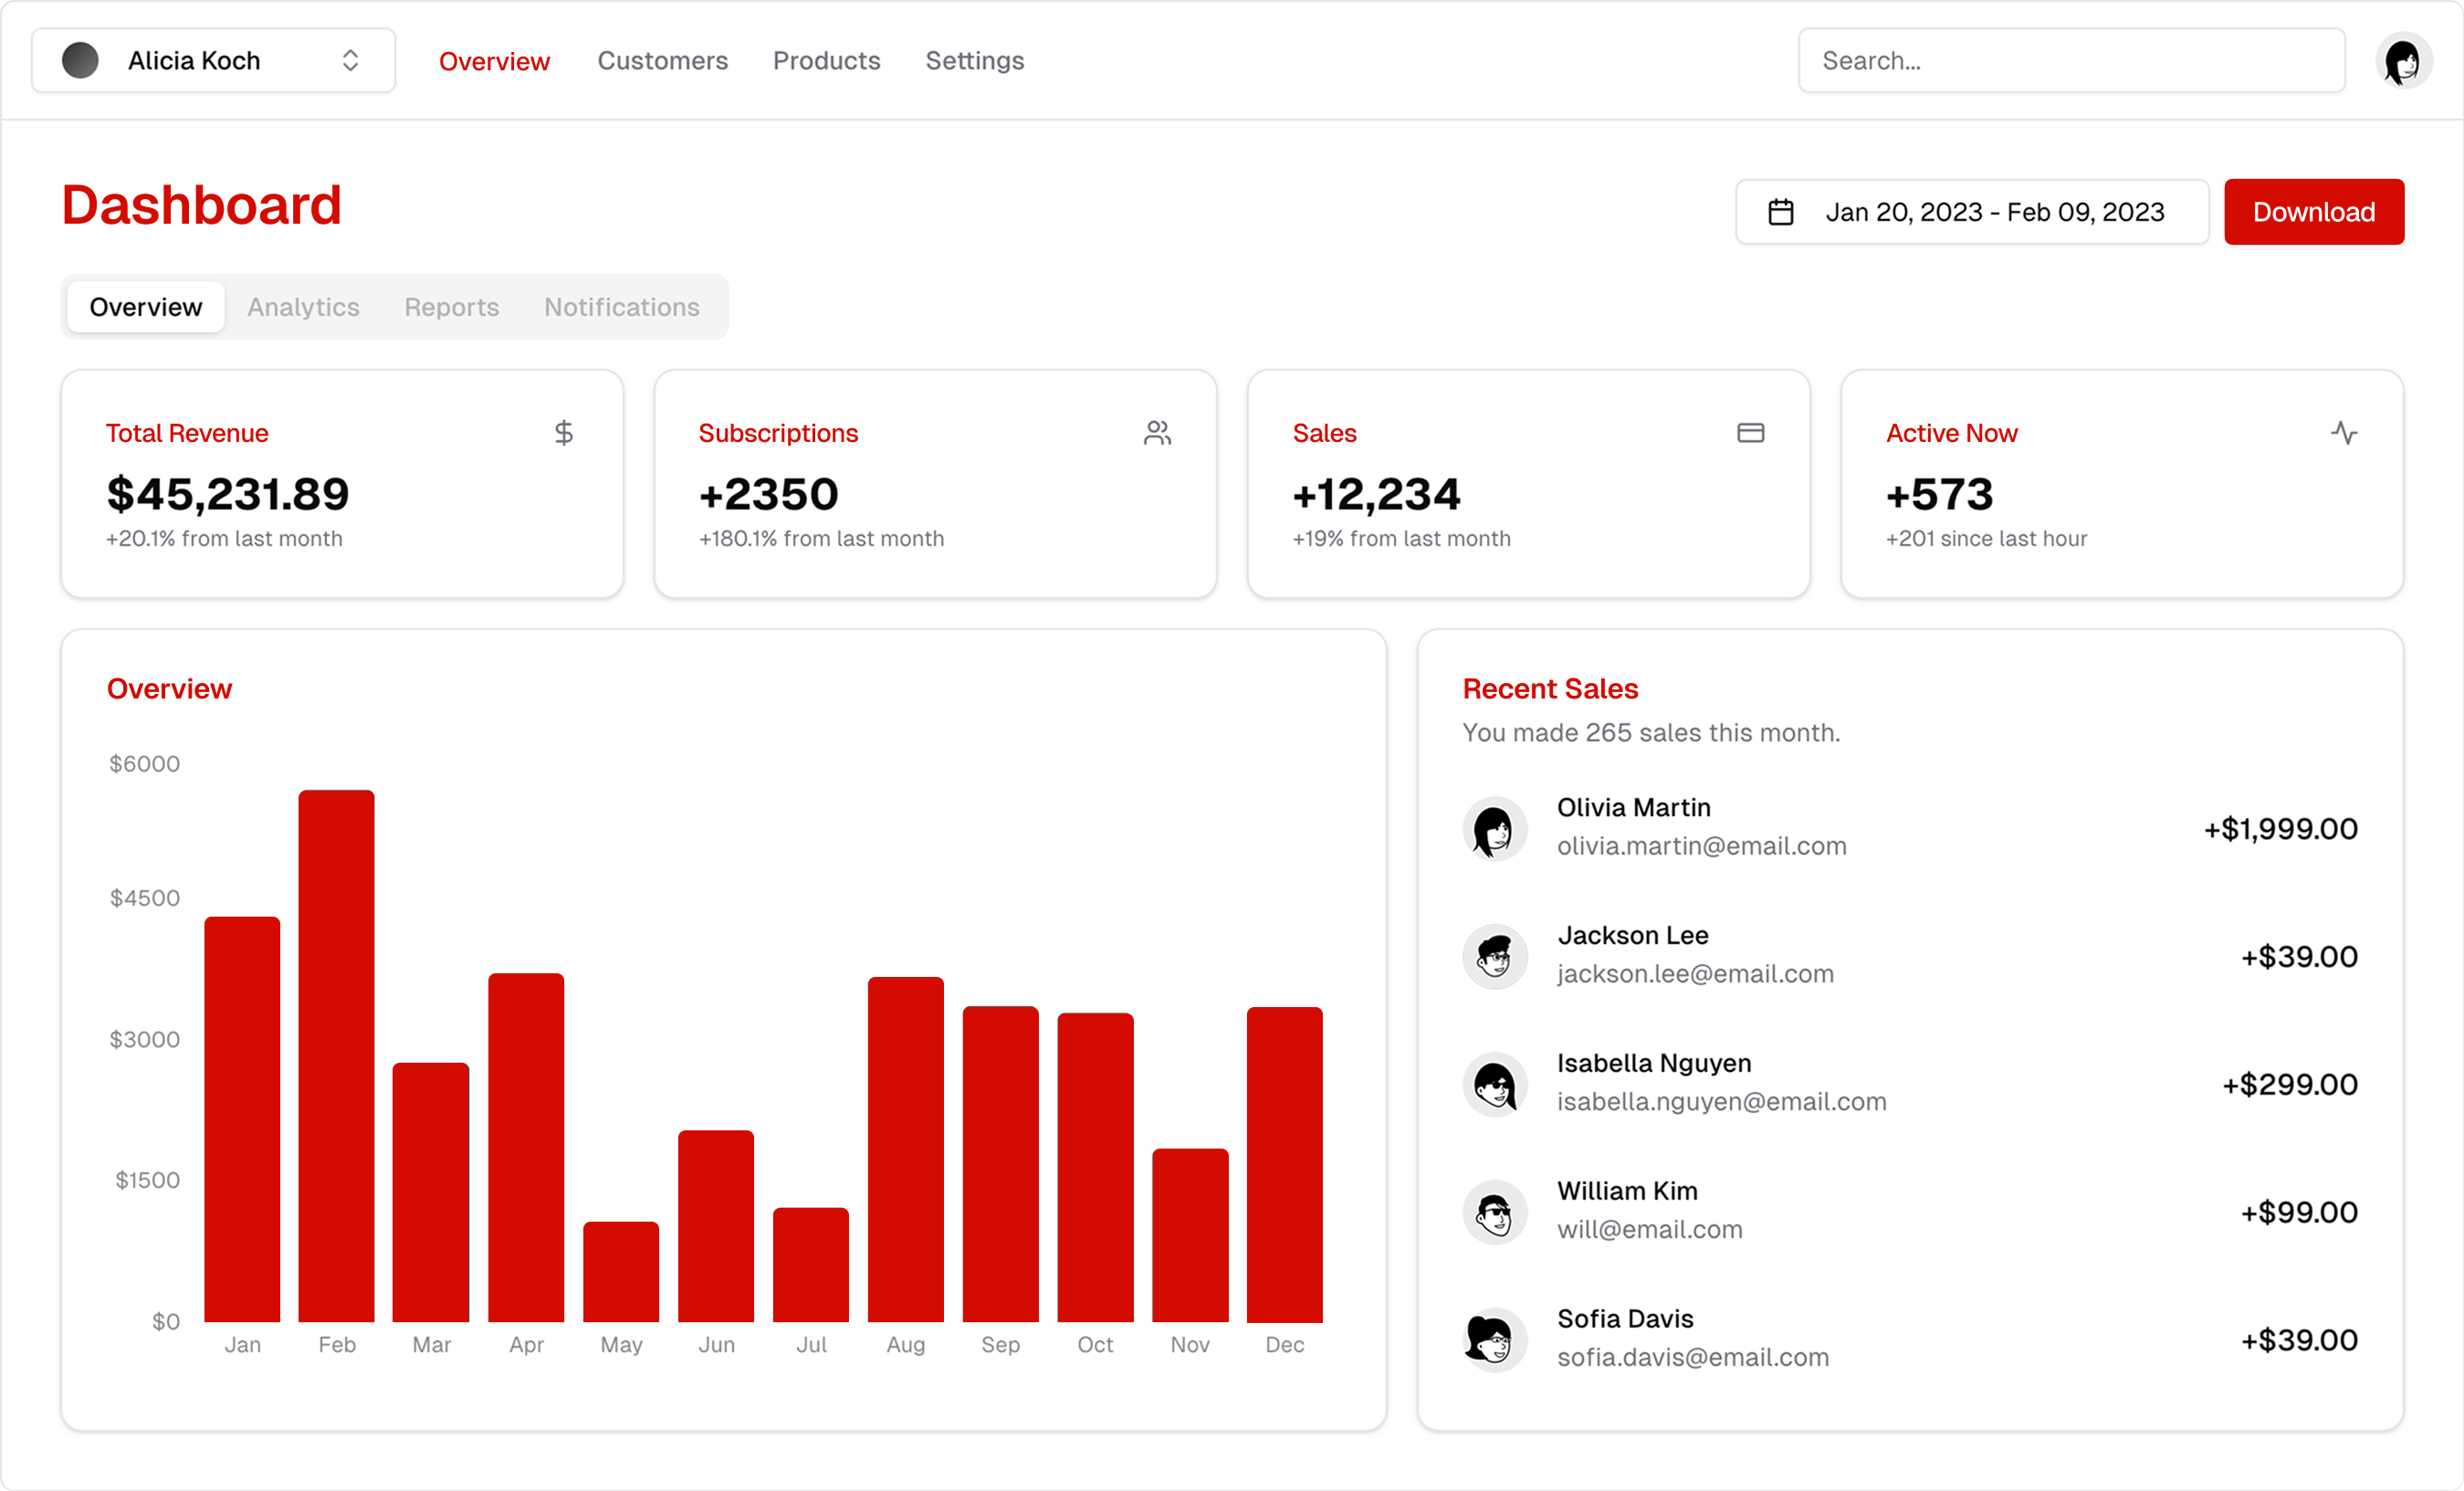 Alicia Koch
Overview
Customers
Products
Settings
Search...
Dashboard
Jan 20, 2023 - Feb 09, 2023
Download
Overview
Analytics
Reports
Notifications
Total Revenue
$45,231.89
+20.1% from last month
Subscriptions
+2350
+180.1% from last month
Sales
+12,234
+19% from last month
Active Now
+573
+201 since last hour
Overview
$6000
$4500
$3000
$1500
$0
Jan
Feb
Mar
Apr
May
Jun
Jul
Aug
Sep
Oct
Nov
Dec
Recent Sales
You made 265 sales this month.
Olivia Martin
olivia.martin@email.com
+$1,999.00
Jackson Lee
jackson.lee@email.com
+$39.00
Isabella Nguyen
isabella.nguyen@email.com
+$299.00
William Kim
will@email.com
+$99.00
Sofia Davis
sofia.davis@email.com
+$39.00